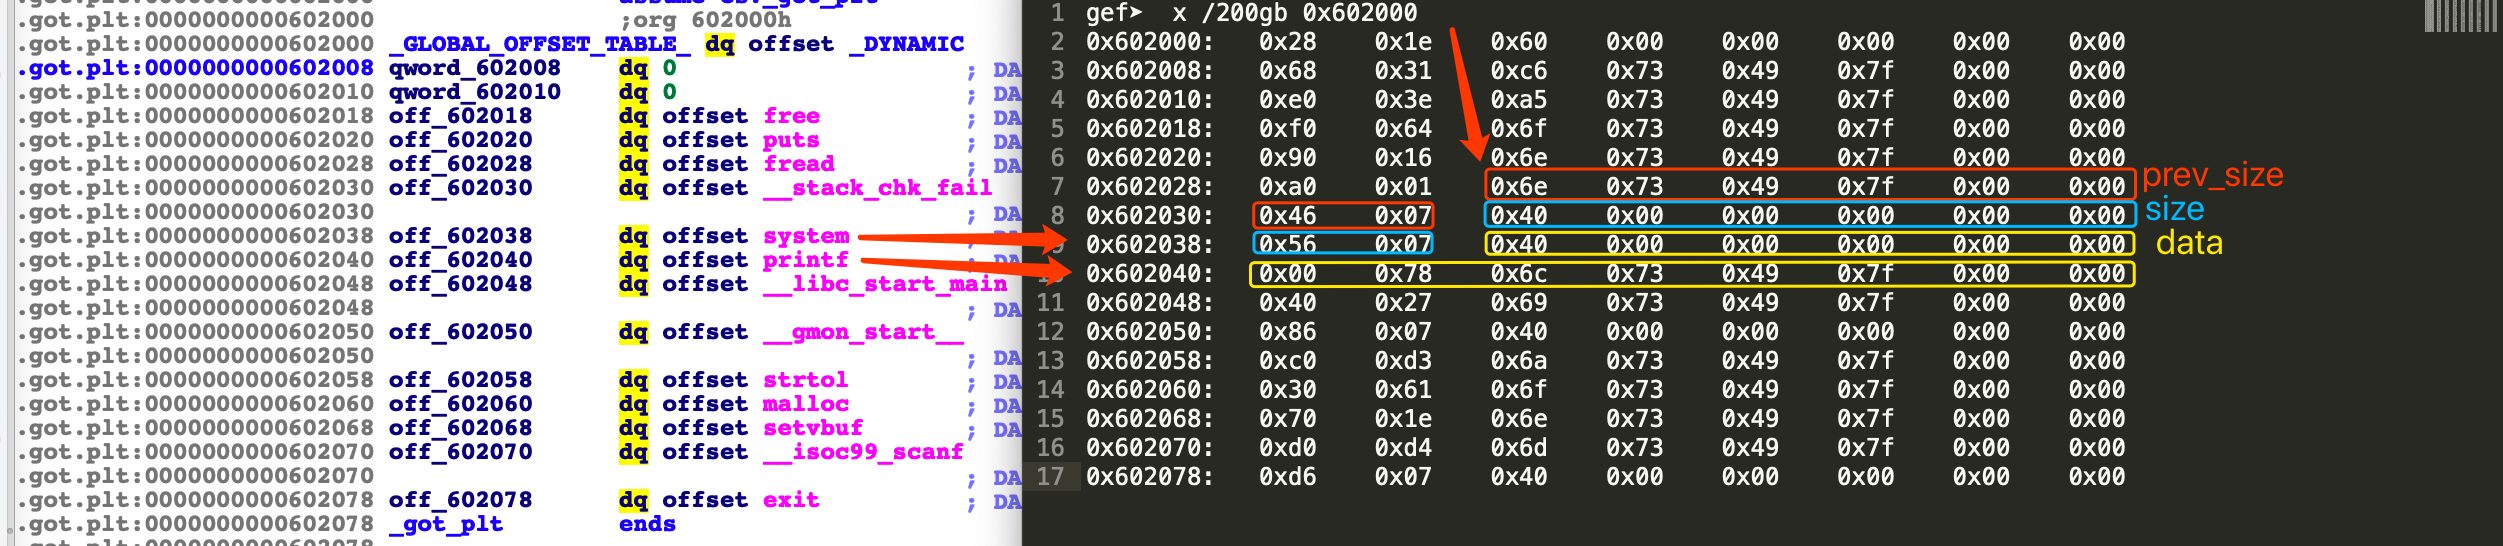 .got.plt:0000000000602000 ;org 602000h
.got.plt:0000000000602000 _GLOBAL_OFFSET_TABLE_ dq offset _DYNAMIC
.got.plt:0000000000602008 qword_602008 dq 0 ; DA
.got.plt:0000000000602010 qword_602010 dq 0 ; DA
.got.plt:0000000000602018 off_602018 dq offset free ; DA
.got.plt:0000000000602020 off_602020 dq offset puts ; DA
.got.plt:0000000000602028 off_602028 dq offset fread ; DA
.got.plt:0000000000602030 off_602030 dq offset __stack_chk_fail
.got.plt:0000000000602030 ; DA
.got.plt:0000000000602038 off_602038 dq offset system ; DA
.got.plt:0000000000602040 off_602040 dq offset printf ; DA
.got.plt:0000000000602048 off_602048 dq offset __libc_start_main
.got.plt:0000000000602048 ; DA
.got.plt:0000000000602050 off_602050 dq offset __gmon_start__
.got.plt:0000000000602050 ; DA
.got.plt:0000000000602058 off_602058 dq offset strtol ; DA
.got.plt:0000000000602060 off_602060 dq offset malloc ; DA
.got.plt:0000000000602068 off_602068 dq offset setvbuf ; DA
.got.plt:0000000000602070 off_602070 dq offset __isoc99_scanf
.got.plt:0000000000602070 ; DA
.got.plt:0000000000602078 off_602078 dq offset exit ; DA
.got.plt:0000000000602078 _got_plt ends
1 gef➤ x /200gb 0x602000
2 0x602000: 0x28 0x1e 0x60 0x00 0x00 0x00 0x00 0x00
3 0x602008: 0x68 0x31 0xc6 0x73 0x49 0x7f 0x00 0x00
4 0x602010: 0xe0 0x3e 0xa5 0x73 0x49 0x7f 0x00 0x00
5 0x602018: 0xf0 0x64 0x6f 0x73 0x49 0x7f 0x00 0x00
6 0x602020: 0x90 0x16 0x6e 0x73 0x49 0x7f 0x00 0x00
7 0x602028: 0xa0 0x01 0x6e 0x73 0x49 0x7f 0x00 0x00 prev_size
8 0x602030: 0x46 0x07 0x40 0x00 0x00 0x00 0x00 0x00 size
0x602038: 0x56 0x07 0x40 0x00 0x00 0x00 0x00 0x00 data
0x602040: 0x00 0x78 0x6c 0x73 0x49 0x7f 0x00 0x00
11 0x602048: 0x40 0x27 0x69 0x73 0x49 0x7f 0x00 0x00
12 0x602050: 0x86 0x07 0x40 0x00 0x00 0x00 0x00 0x00
13 0x602058: 0xc0 0xd3 0x6a 0x73 0x49 0x7f 0x00 0x00
14 0x602060: 0x30 0x61 0x6f 0x73 0x49 0x7f 0x00 0x00
15 0x602068: 0x70 0x1e 0x6e 0x73 0x49 0x7f 0x00 0x00
16 0x602070: 0xd0 0xd4 0x6d 0x73 0x49 0x7f 0x00 0x00
17 0x602078: 0xd6 0x07 0x40 0x00 0x00 0x00 0x00 0x00